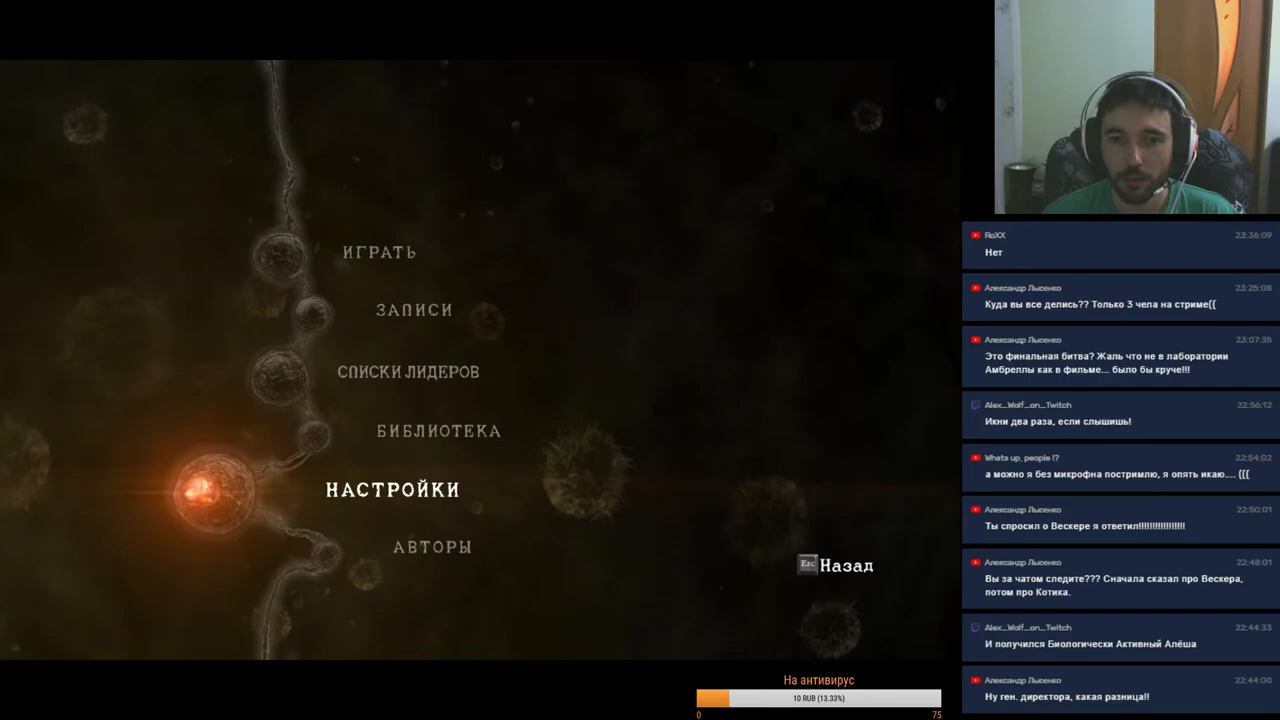 ИГРАТЬ
ЗАПИСИ
СПИСКИ ЛИДЕРОВ
БИБЛИОТЕКА
НАСТРОЙКИ
АВТОРЫ
Esc Назад
На антивирус
10 RUB (13.33%)
0 75
RoXX 23:36:09
Нет
Александр Лысенко 23:25:08
Куда вы все делись?? Только 3 чела на стриме((
Александр Лысенко 23:07:35
Это финальная битва? Жаль что не в лаборатории
Амбреллы как в фильме... было бы круче!!!
Alex_Wolf_on_Twitch 22:56:12
Икни два раза, если слышишь!
Whats up, people !? 22:54:02
а можно я без микрофна постримлю, я опять икаю.... (((
Александр Лысенко 22:50:01
Ты спросил о Вескере я ответил!!!!!!!!!!!!!!!!!
Александр Лысенко 22:48:01
Вы за чатом следите??? Сначала сказал про Вескера,
потом про Котика.
Alex_Wolf_on_Twitch 22:44:33
И получился Биологически Активный Алёша
Александр Лысенко 22:44:00
Ну ген. директора, какая разница!!